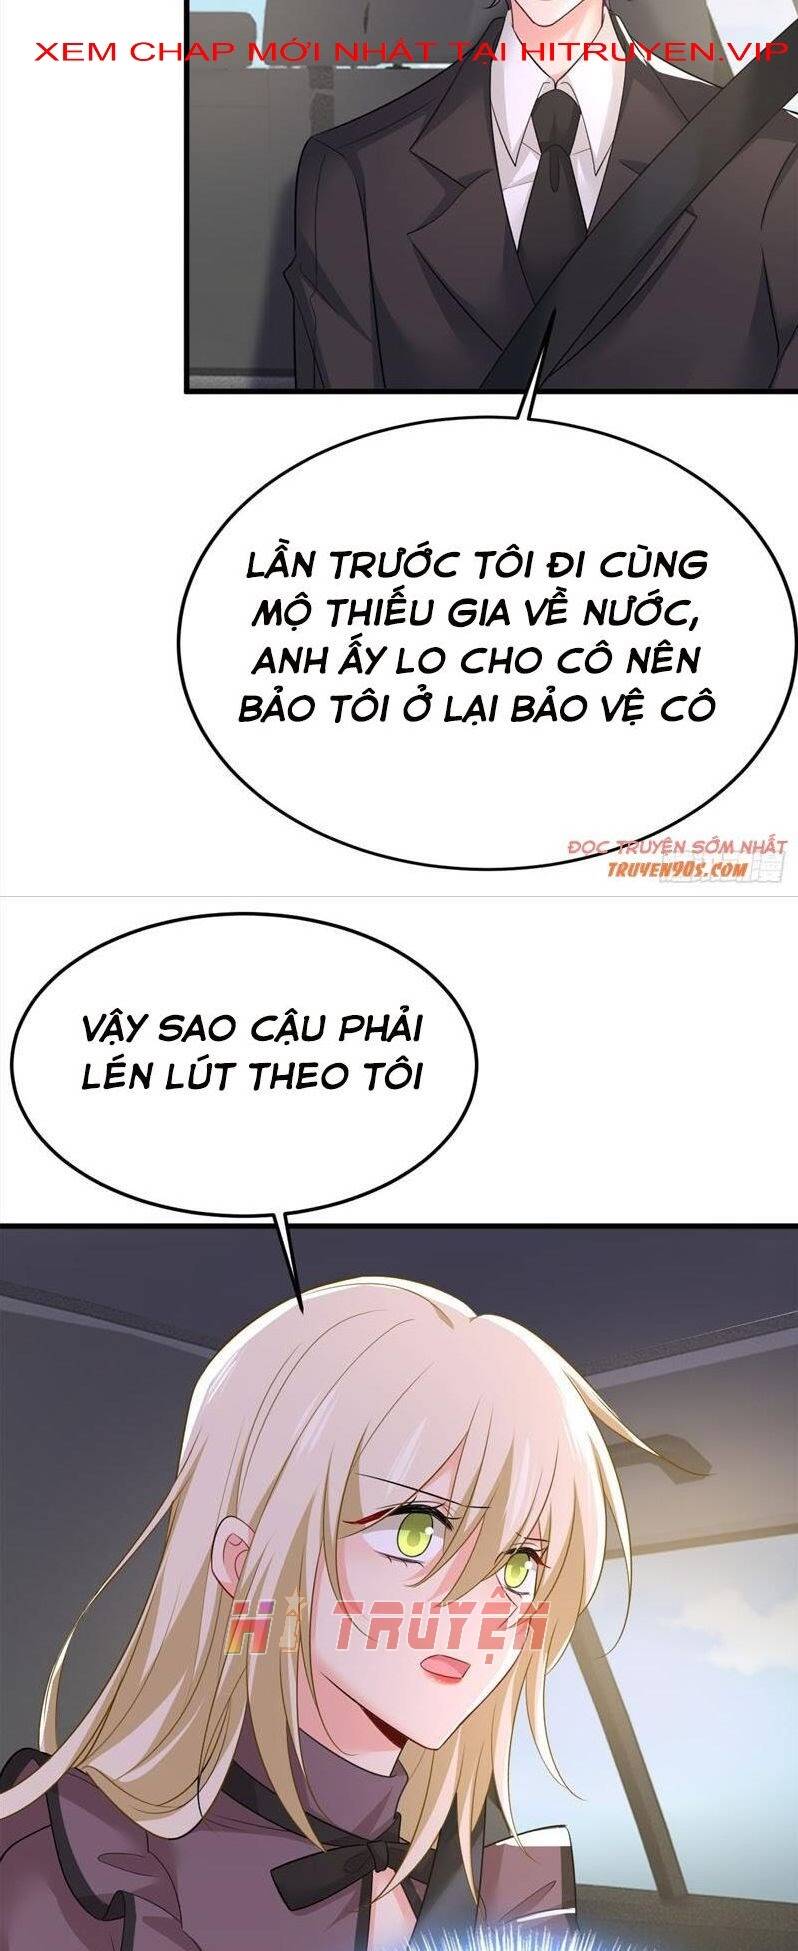 XEM CHAP MỚI NHẤT TẠI HITRUYEN.VIP
LẦN TRƯỚC TÔI ĐI CÙNG
MỘ THIẾU GIA VỀ NƯỚC,
ANH ẤY LO CHO CÔ NÊN
BẢO TÔI Ở LẠI BẢO VỆ CÔ
ĐỌC TRUYỆN SỚM NHẤT
TRUYEN90S.COM
VẬY SAO CẬU PHẢI
LÉN LÚT THEO TÔI
HI TRUYỆN